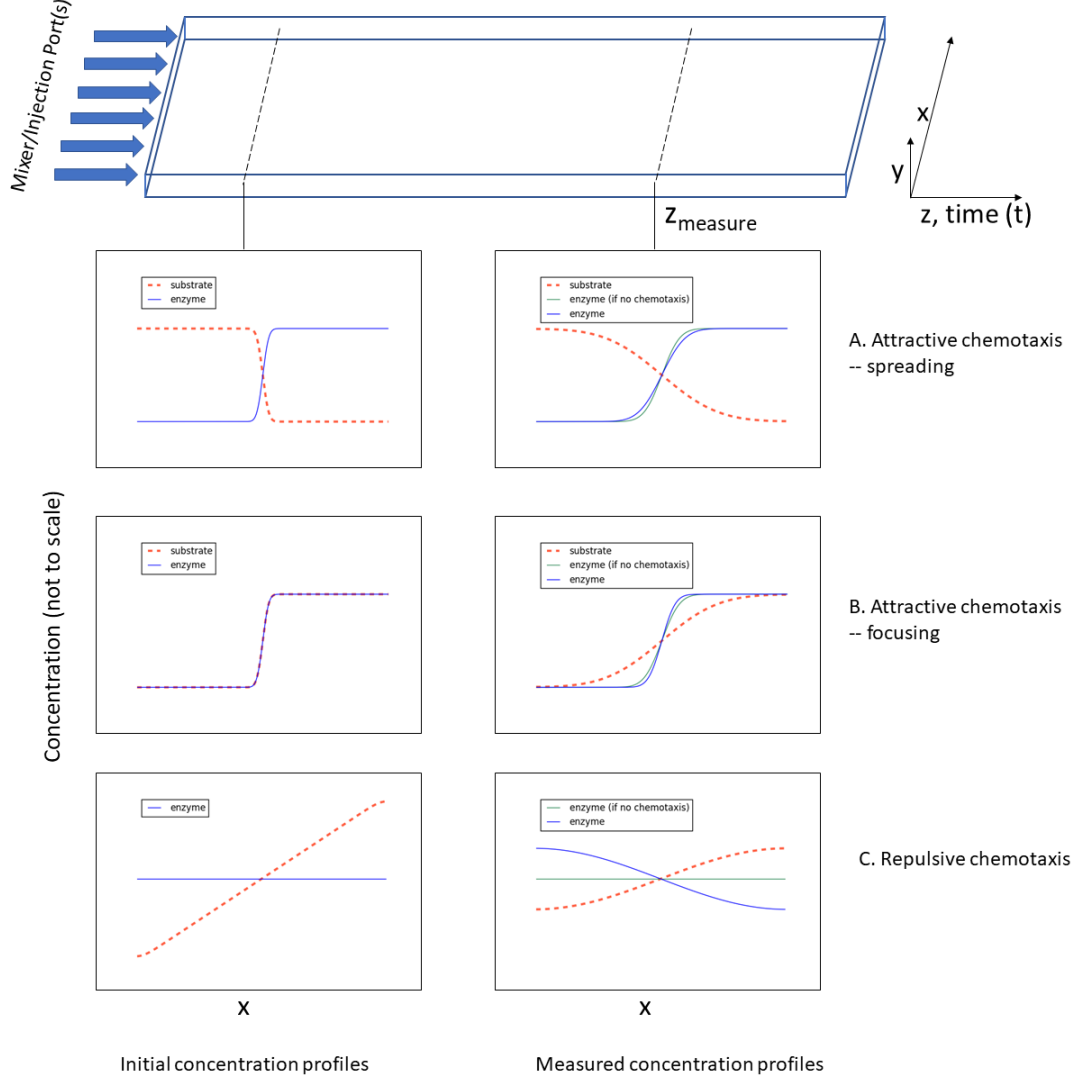 Mixer/Injection Port(s)
x
y
z, time (t)
zmeasure
substrate
enzyme
substrate
enzyme (if no chemotaxis)
enzyme
A. Attractive chemotaxis
-- spreading
Concentration (not to scale)
substrate
enzyme
substrate
enzyme (if no chemotaxis)
enzyme
B. Attractive chemotaxis
-- focusing
enzyme
enzyme (if no chemotaxis)
enzyme
C. Repulsive chemotaxis
x
x
Initial concentration profiles
Measured concentration profiles